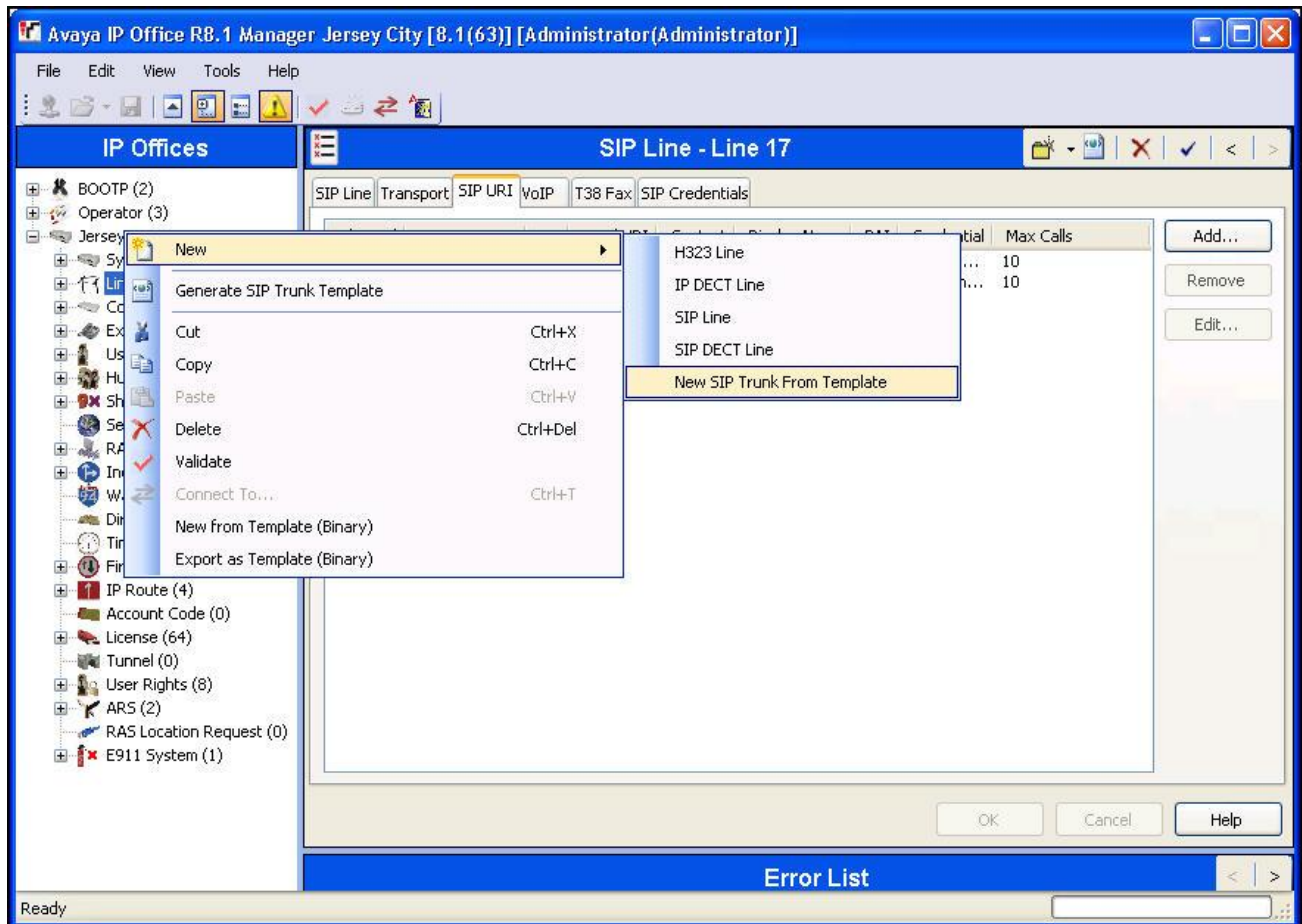 Avaya IP Office R8.1 Manager Jersey City [8.1(63)] [Administrator(Administrator)]
File Edit View Tools Help
IP Offices
SIP Line - Line 17
BOOTP (2)
Operator (3)
Jersey
IP Route (4)
Account Code (0)
License (64)
Tunnel (0)
User Rights (8)
ARS (2)
RAS Location Request (0)
E911 System (1)
SIP Line Transport SIP URI VoIP T38 Fax SIP Credentials
Max Calls
10
10
Add...
Remove
Edit...
New
Generate SIP Trunk Template
Cut Ctrl+X
Copy Ctrl+C
Paste Ctrl+V
Delete Ctrl+Del
Validate
Connect To... Ctrl+T
New from Template (Binary)
Export as Template (Binary)
H323 Line
IP DECT Line
SIP Line
SIP DECT Line
New SIP Trunk From Template
OK Cancel Help
Error List
Ready